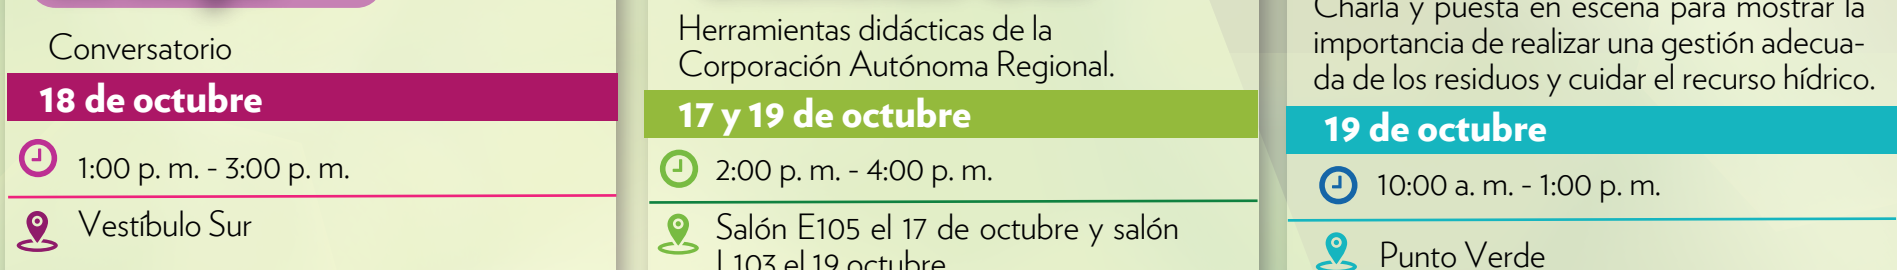 Conversatorio
18 de octubre
1:00 p. m. - 3:00 p. m.
Vestíbulo Sur
Herramientas didácticas de la
Corporación Autónoma Regional.
17 y 19 de octubre
2:00 p. m. - 4:00 p. m.
Salón E105 el 17 de octubre y salón
L103 el 19 octubre
Charla y puesta en escena para mostrar la
importancia de realizar una gestión adecua-
da de los residuos y cuidar el recurso hídrico.
19 de octubre
10:00 a. m. - 1:00 p. m.
Punto Verde